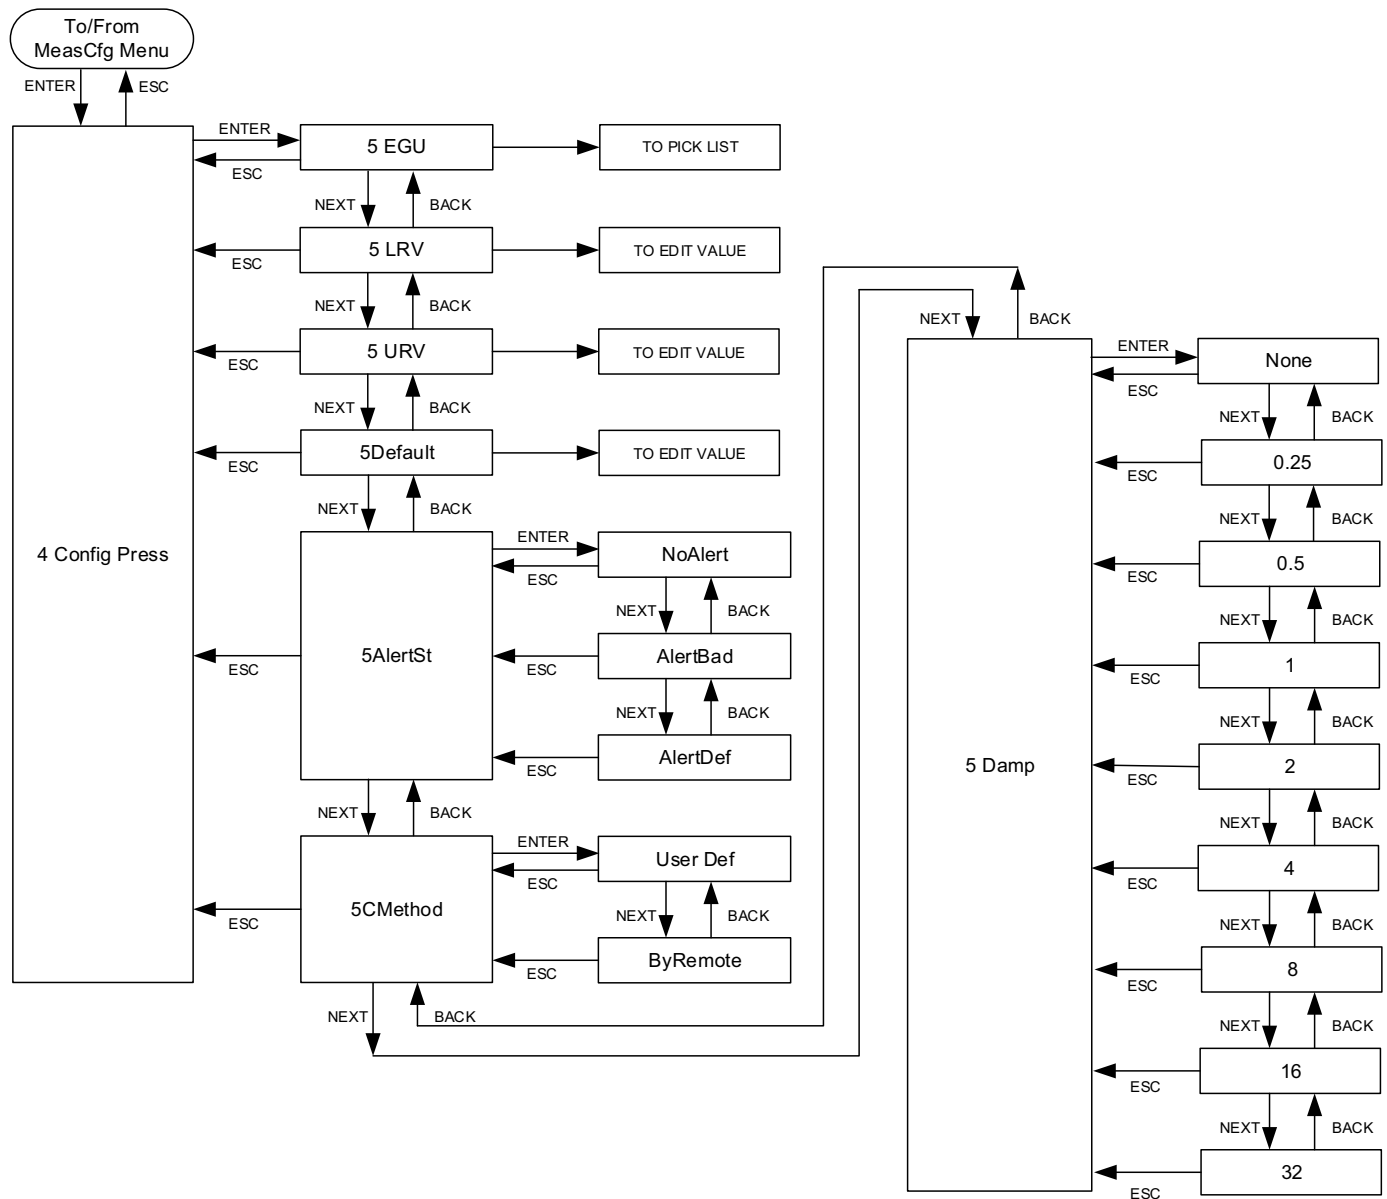 To/From
MeasCfg Menu
ENTER
ESC
4 Config Press
ENTER
ESC
5 EGU
TO PICK LIST
NEXT
BACK
ESC
5 LRV
TO EDIT VALUE
NEXT
BACK
ESC
5 URV
TO EDIT VALUE
NEXT
BACK
ESC
5Default
TO EDIT VALUE
NEXT
BACK
ESC
5AlertSt
ENTER
ESC
NoAlert
NEXT
BACK
ESC
AlertBad
NEXT
BACK
ESC
AlertDef
NEXT
BACK
ESC
5CMethod
ENTER
ESC
User Def
NEXT
BACK
ESC
ByRemote
NEXT
BACK
NEXT
BACK
5 Damp
ENTER
ESC
None
NEXT
BACK
ESC
0.25
NEXT
BACK
ESC
0.5
NEXT
BACK
ESC
1
NEXT
BACK
ESC
2
NEXT
BACK
ESC
4
NEXT
BACK
ESC
8
NEXT
BACK
ESC
16
NEXT
BACK
ESC
32